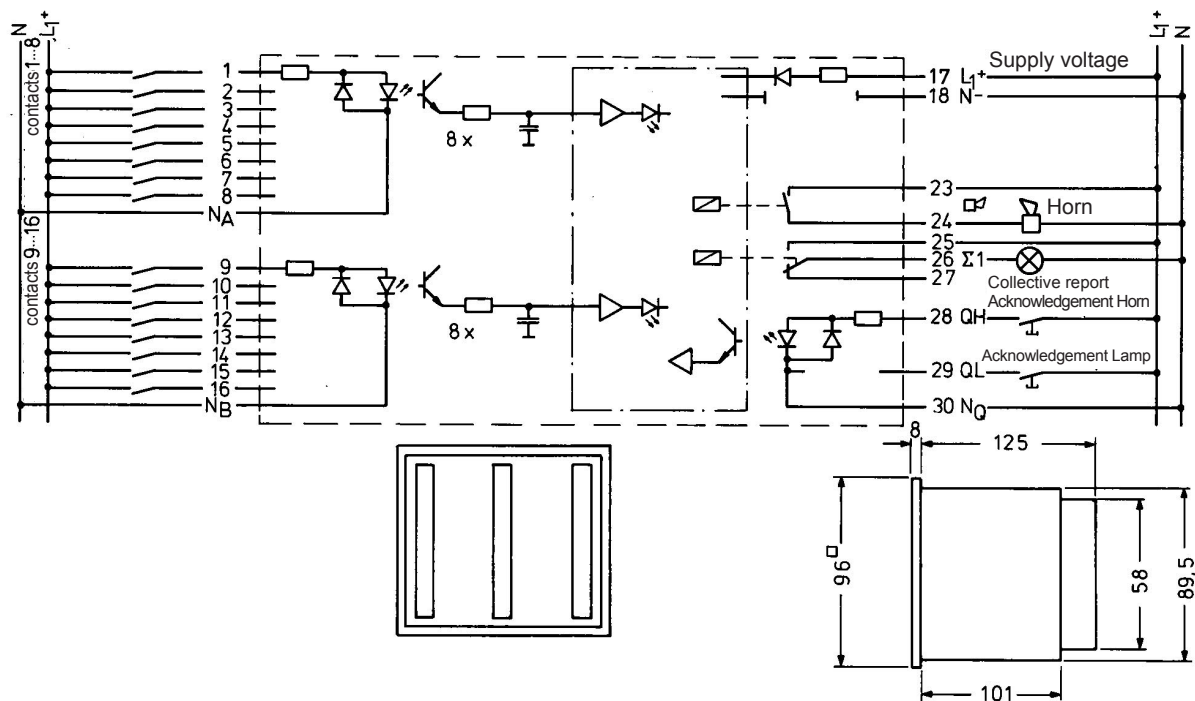 N
L1+
contacts 1...8
1
2
3
4
5
6
7
8
NA
contacts 9...16
9
10
11
12
13
14
15
16
NB
8 x
8 x
L1+
N
17 L1+ Supply voltage
18 N-
23
24 Horn
25
26 Σ1
27
Collective report
Acknowledgement Horn
28 QH
Acknowledgement Lamp
29 QL
30 NQ
8
125
96□
58
89,5
101